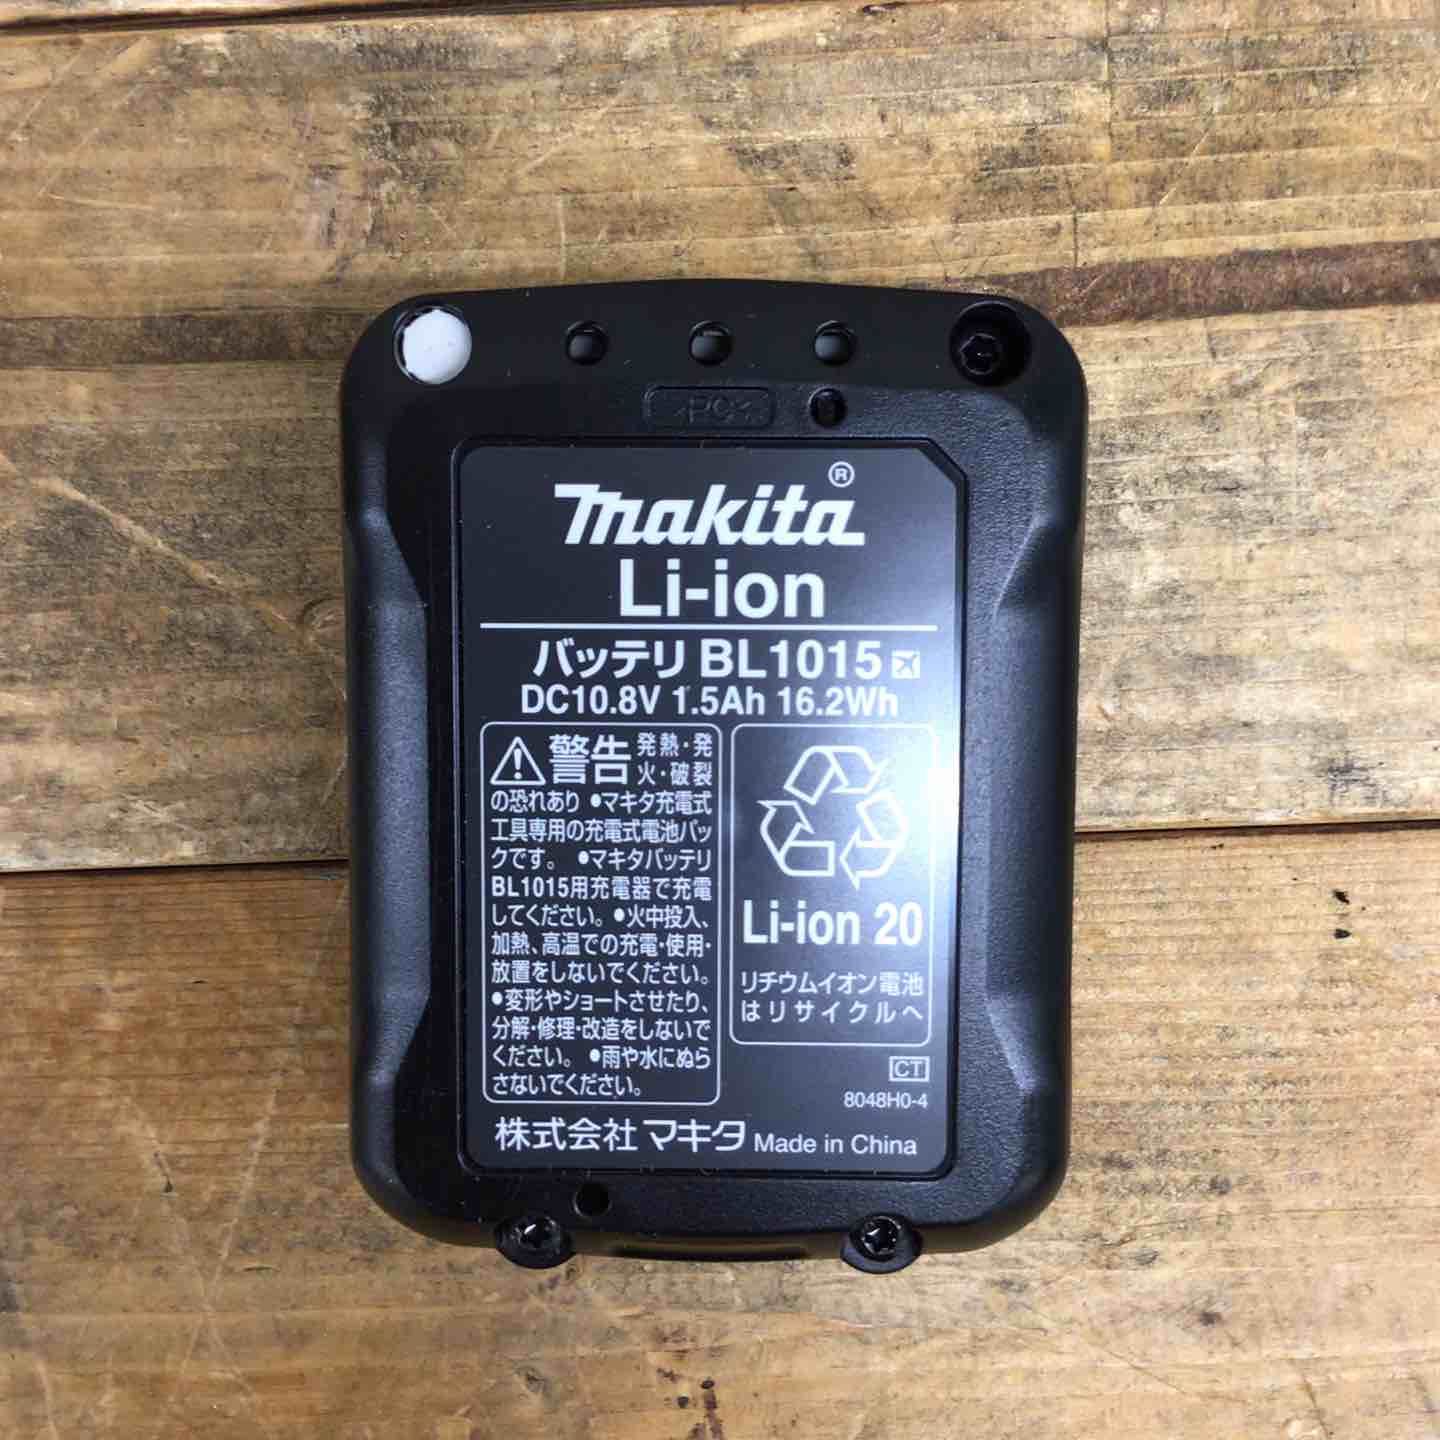 >PC<
makita®
Li-ion
バッテリ BL1015
DC10.8V 1.5Ah 16.2Wh
警告 発熱・発
火・破裂
の恐れあり ●マキタ充電式
工具専用の充電式電池パッ
クです。 ●マキタバッテリ
BL1015用充電器で充電
してください。●火中投入、
加熱、高温での充電・使用・
放置をしないでください。
●変形やショートさせたり、
分解・修理・改造をしないで
ください。 ●雨や水にぬら
さないでください。
Li-ion 20
リチウムイオン電池
はリサイクルへ
CT
8048H0-4
株式会社 マキタ Made in China